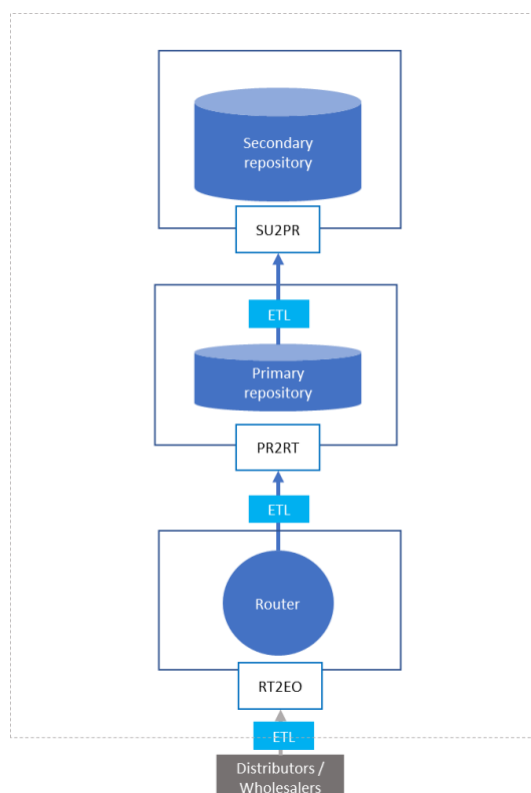 Secondary
repository
SU2PR
ETL
Primary
repository
PR2RT
ETL
Router
RT2EO
ETL
Distributors /
Wholesalers